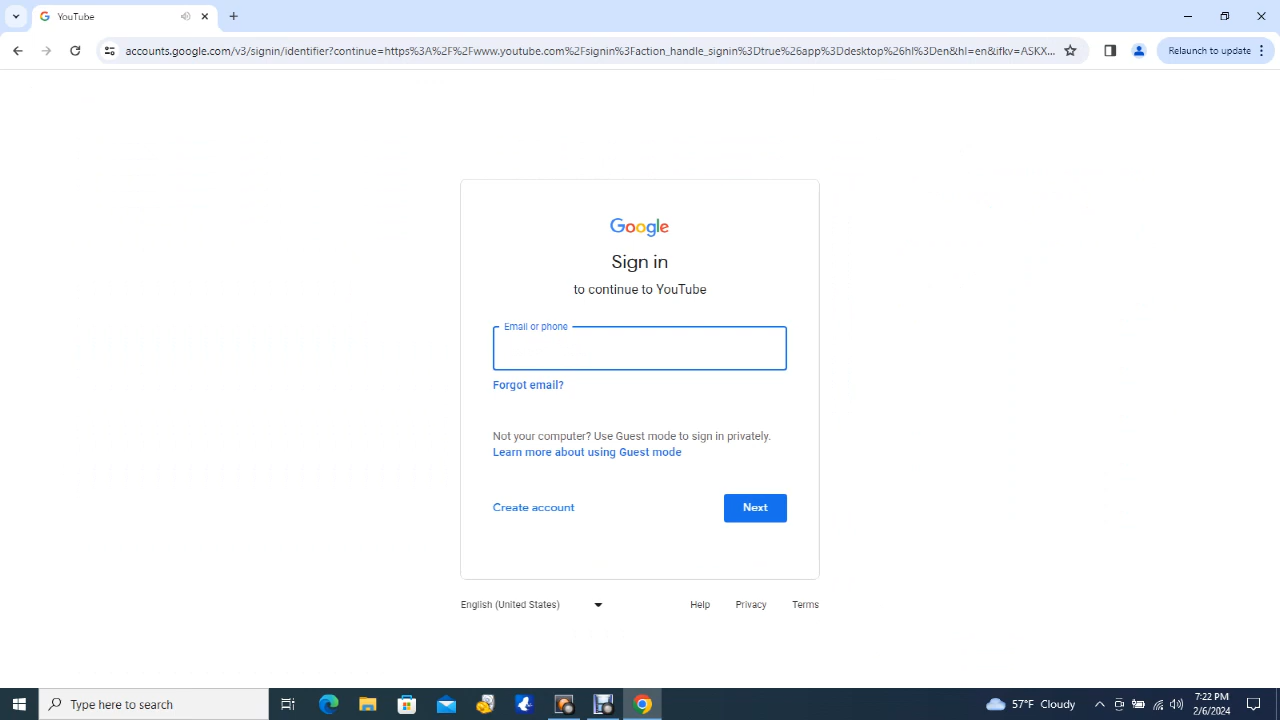 YouTube
accounts.google.com/v3/signin/identifier?continue=https%3A%2F%2Fwww.youtube.com%2Fsignin%3Faction_handle_signin%3Dtrue%26app%3Ddesktop%26hl%3Den&hl=en&ifkv=ASKX...
Relaunch to update
Google
Sign in
to continue to YouTube
Email or phone
Forgot email?
Not your computer? Use Guest mode to sign in privately.
Learn more about using Guest mode
Create account
Next
English (United States)
Help
Privacy
Terms
Type here to search
57°F Cloudy
7:22 PM
2/6/2024